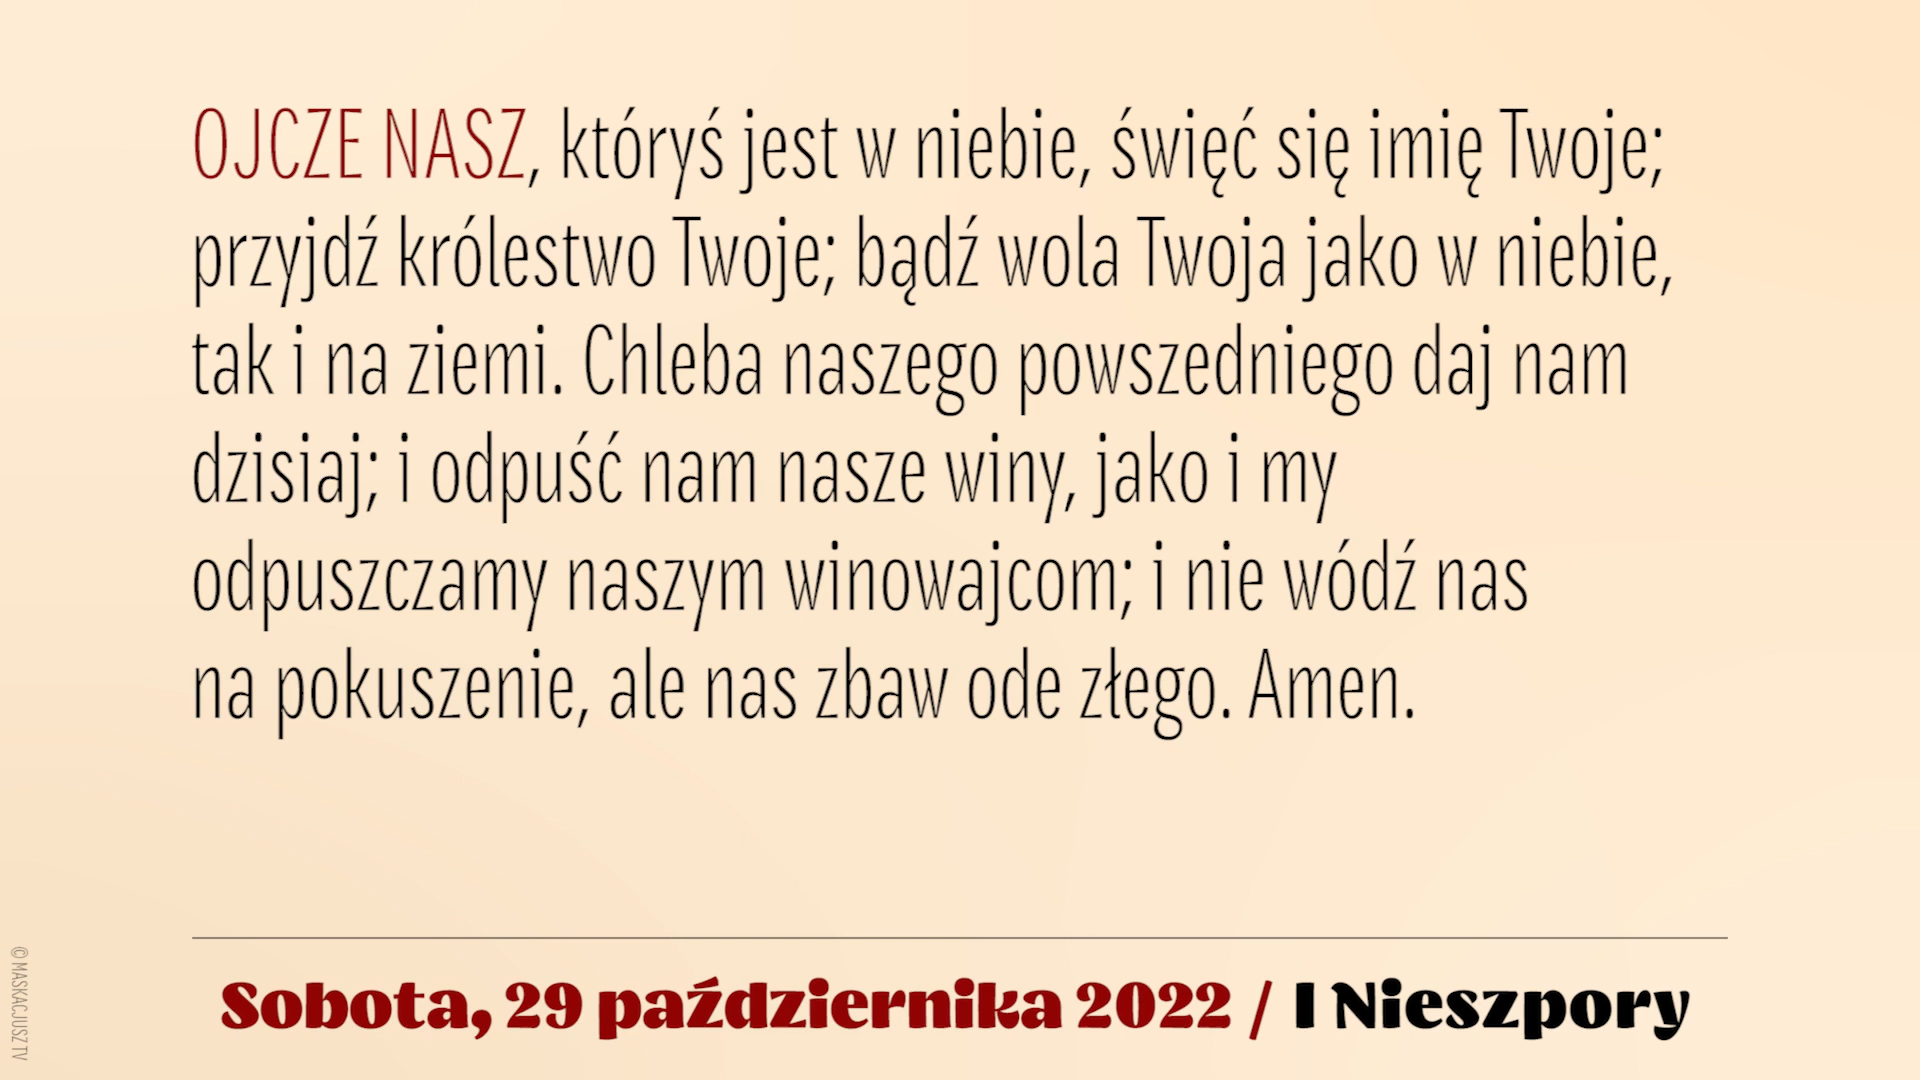 OJCZE NASZ, któryś jest w niebie, święć się imię Twoje;
przyjdź królestwo Twoje; bądź wola Twoja jako w niebie,
tak i na ziemi. Chleba naszego powszedniego daj nam
dzisiaj; i odpuść nam nasze winy, jako i my
odpuszczamy naszym winowajcom; i nie wódź nas
na pokuszenie, ale nas zbaw ode złego. Amen.
Sobota, 29 października 2022 / I Nieszpory
© MASKACJUSZ TV